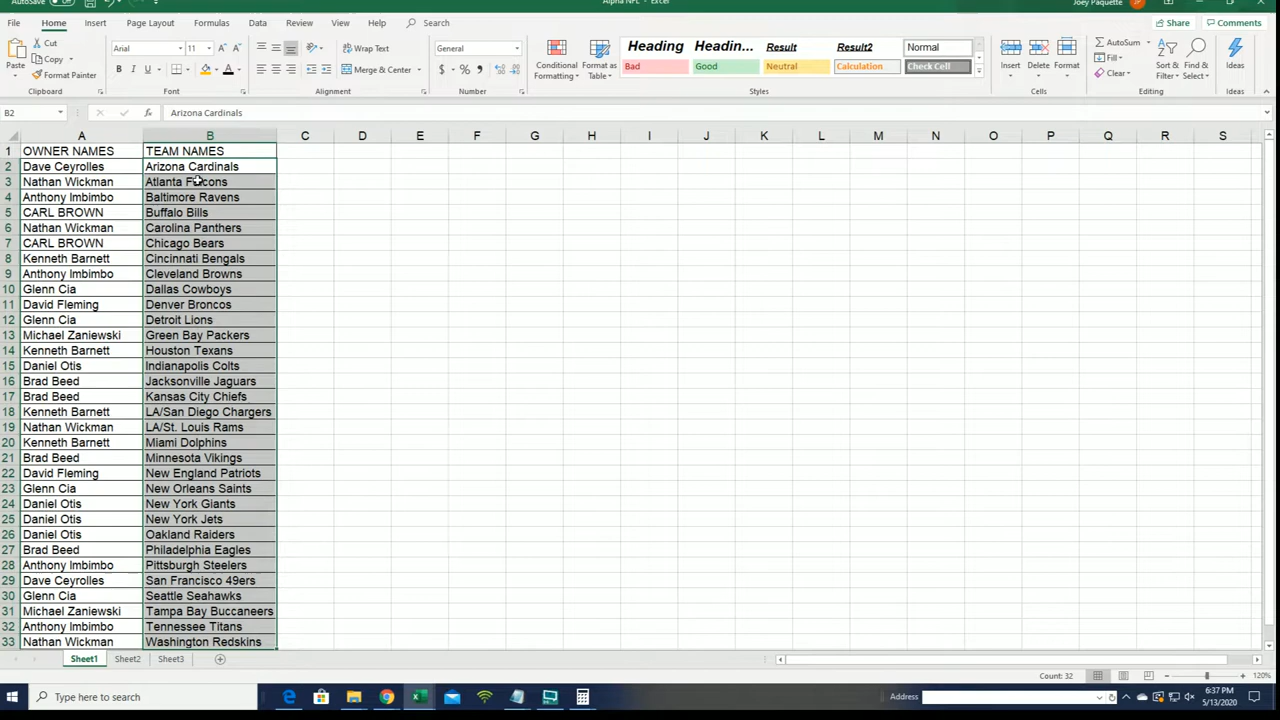 AutoSave Off Alpha NFL - Excel Joey Paquette JP
File Home Insert Page Layout Formulas Data Review View Help Search Share Comments
Paste Cut Copy Format Painter Clipboard
Arial 11 B I U A A Font
Wrap Text Merge & Center Alignment
General $ % , Number
Conditional Formatting Format as Table
Heading Headin... Result Result2 Normal
Bad Good Neutral Calculation Check Cell
Styles
Insert Delete Format Cells
AutoSum Fill Clear Sort & Filter Find & Select Editing
Ideas Ideas
B2 fx Arizona Cardinals
A B C D E F G H I J K L M N O P Q R S
1 OWNER NAMES TEAM NAMES
2 Dave Ceyrolles Arizona Cardinals
3 Nathan Wickman Atlanta Falcons
4 Anthony Imbimbo Baltimore Ravens
5 CARL BROWN Buffalo Bills
6 Nathan Wickman Carolina Panthers
7 CARL BROWN Chicago Bears
8 Kenneth Barnett Cincinnati Bengals
9 Anthony Imbimbo Cleveland Browns
10 Glenn Cia Dallas Cowboys
11 David Fleming Denver Broncos
12 Glenn Cia Detroit Lions
13 Michael Zaniewski Green Bay Packers
14 Kenneth Barnett Houston Texans
15 Daniel Otis Indianapolis Colts
16 Brad Beed Jacksonville Jaguars
17 Brad Beed Kansas City Chiefs
18 Kenneth Barnett LA/San Diego Chargers
19 Nathan Wickman LA/St. Louis Rams
20 Kenneth Barnett Miami Dolphins
21 Brad Beed Minnesota Vikings
22 David Fleming New England Patriots
23 Glenn Cia New Orleans Saints
24 Daniel Otis New York Giants
25 Daniel Otis New York Jets
26 Daniel Otis Oakland Raiders
27 Brad Beed Philadelphia Eagles
28 Anthony Imbimbo Pittsburgh Steelers
29 Dave Ceyrolles San Francisco 49ers
30 Glenn Cia Seattle Seahawks
31 Michael Zaniewski Tampa Bay Buccaneers
32 Anthony Imbimbo Tennessee Titans
33 Nathan Wickman Washington Redskins
Sheet1 Sheet2 Sheet3
Count: 32 120%
Type here to search Address 6:37 PM
5/13/2020